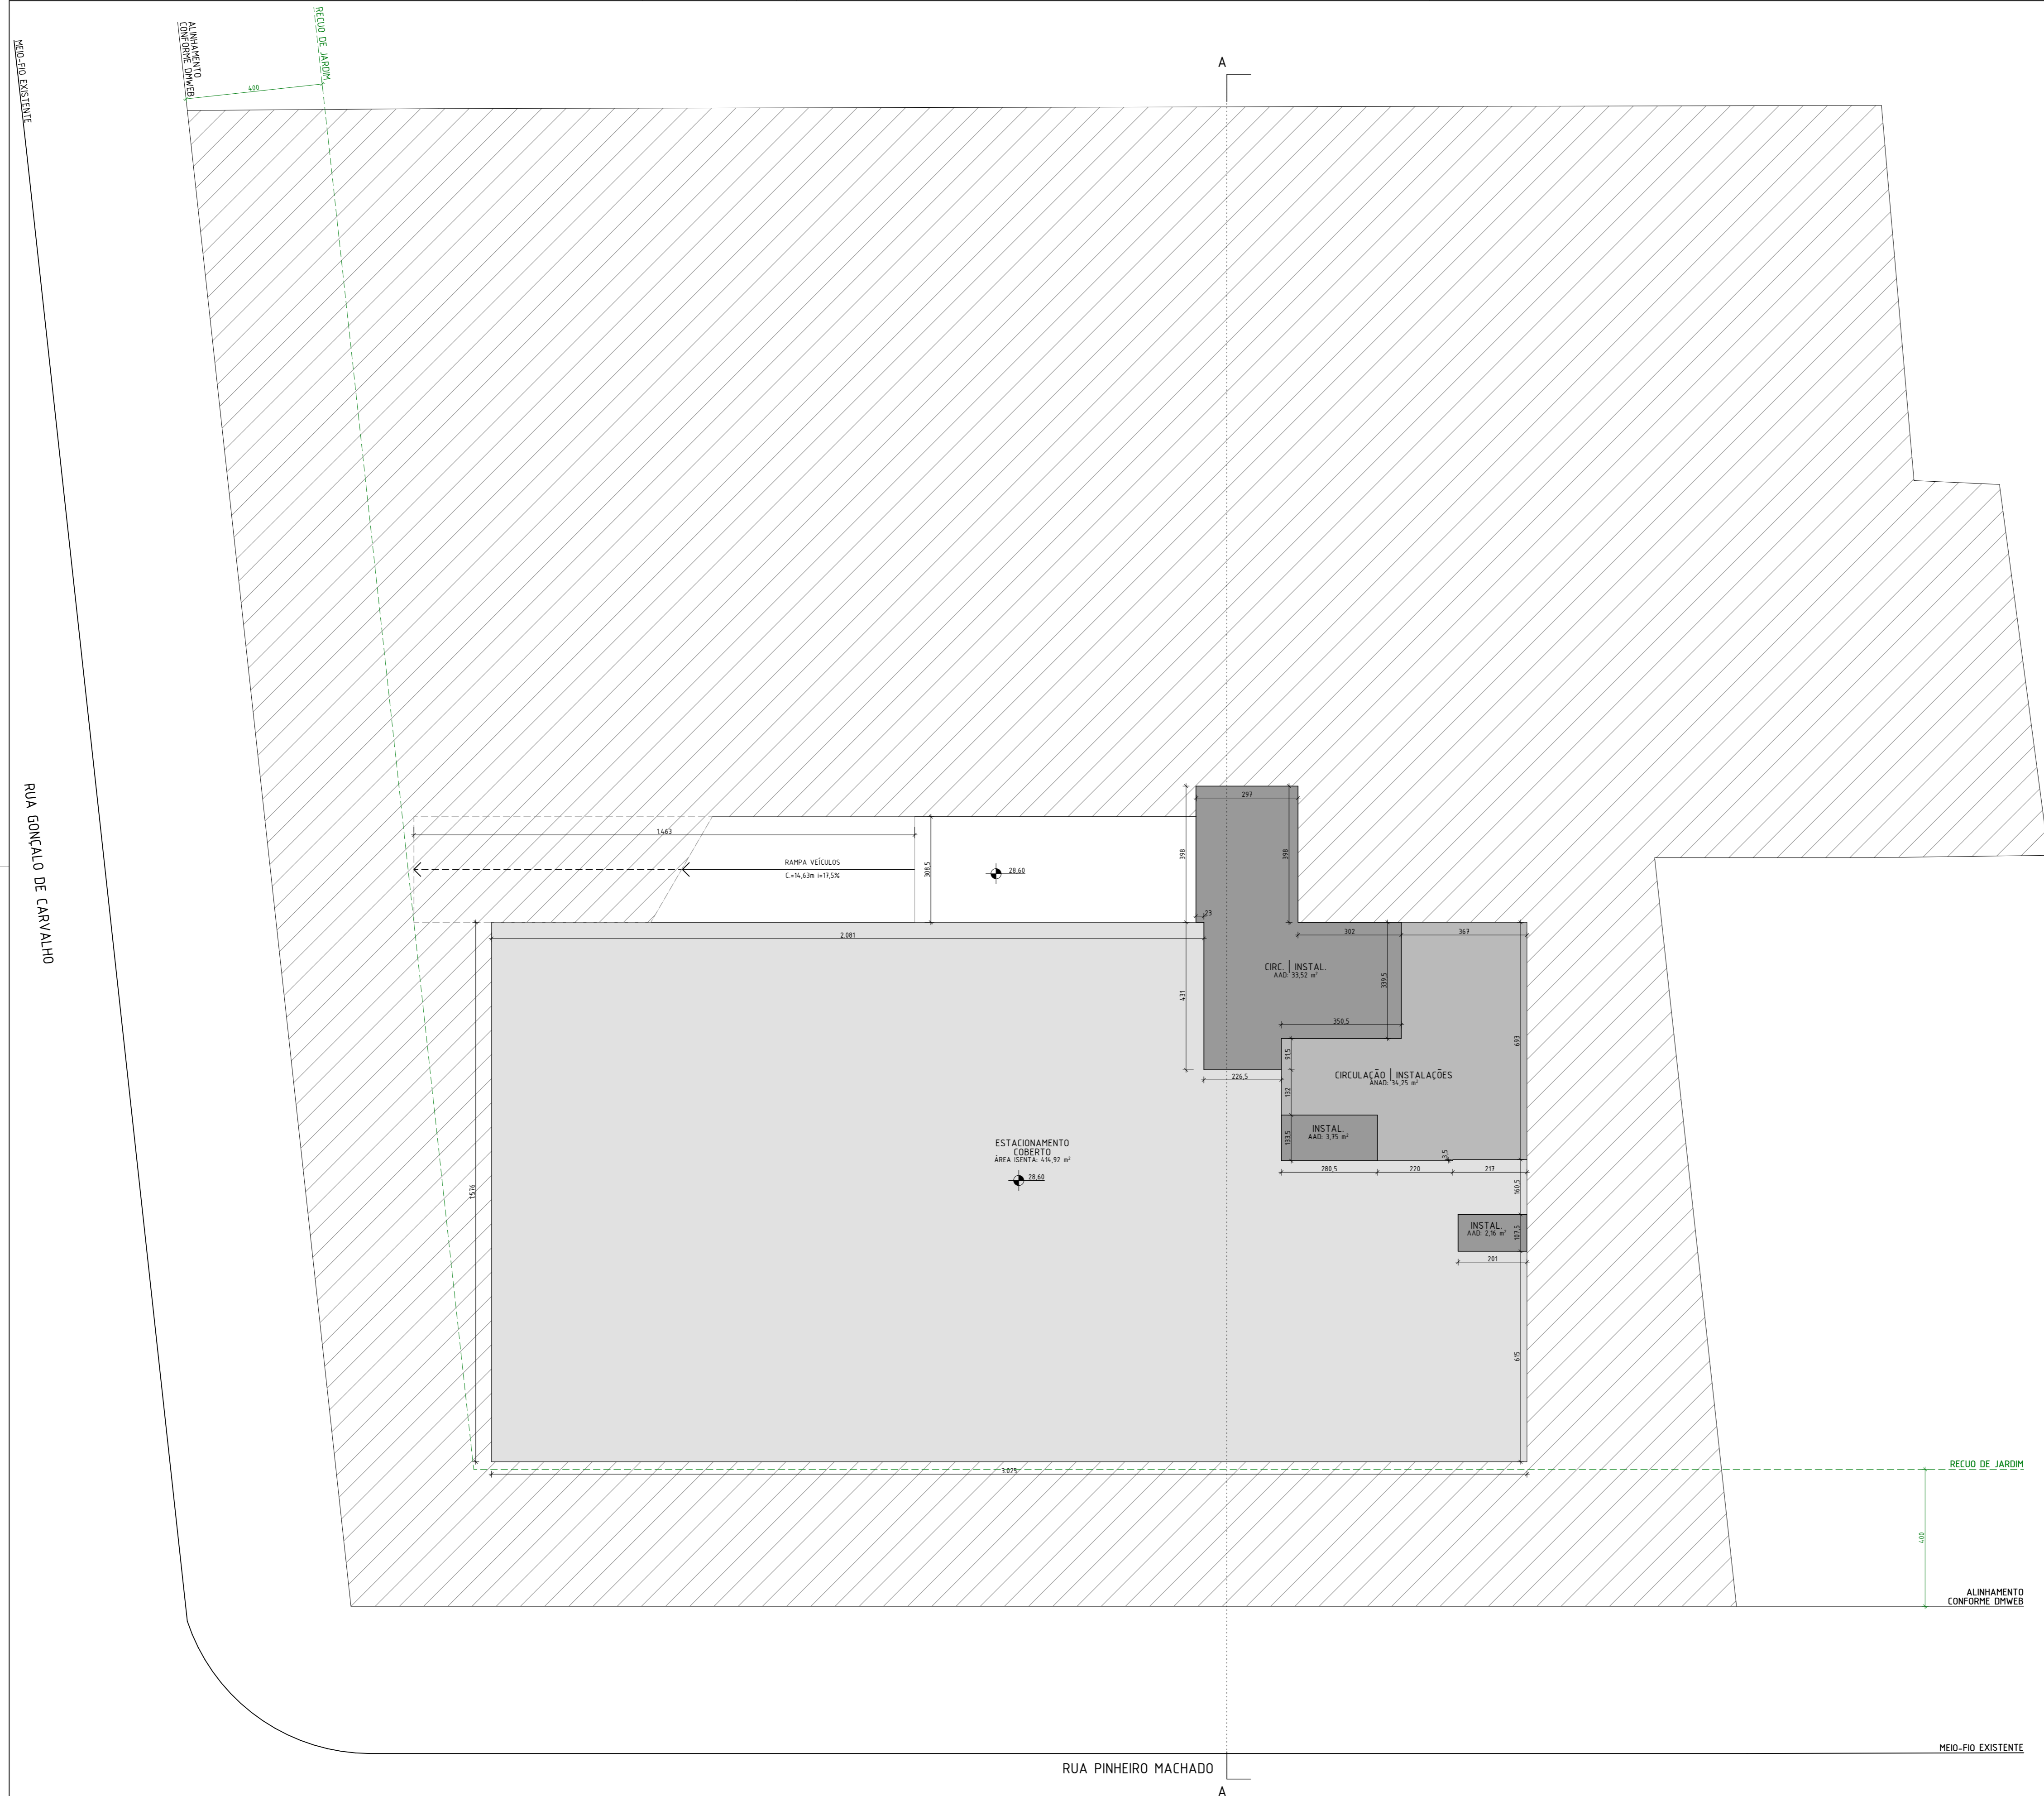 RECUO DE JARDIM
ALINHAMENTO
CONFORME DMWEB
MEIO-FIO EXISTENTE
400
A
297
1.463
398
398
308,5
RAMPA VEÍCULOS
C.=14,63m i=17,5%
28,60
23
2.081
302
367
CIRC. | INSTAL.
AAD: 33,52 m²
339,5
431
350,5
693
91,5
226,5
CIRCULAÇÃO | INSTALAÇÕES
ANAD: 34,25 m²
132
INSTAL.
AAD: 3,75 m²
133,5
3,5
ESTACIONAMENTO
COBERTO
ÁREA ISENTA: 414,92 m²
28,60
280,5
220
217
160,5
1.576
INSTAL.
AAD: 2,16 m²
107,5
201
615
3.025
RUA GONÇALO DE CARVALHO
RECUO DE JARDIM
400
ALINHAMENTO
CONFORME DMWEB
MEIO-FIO EXISTENTE
RUA PINHEIRO MACHADO
A